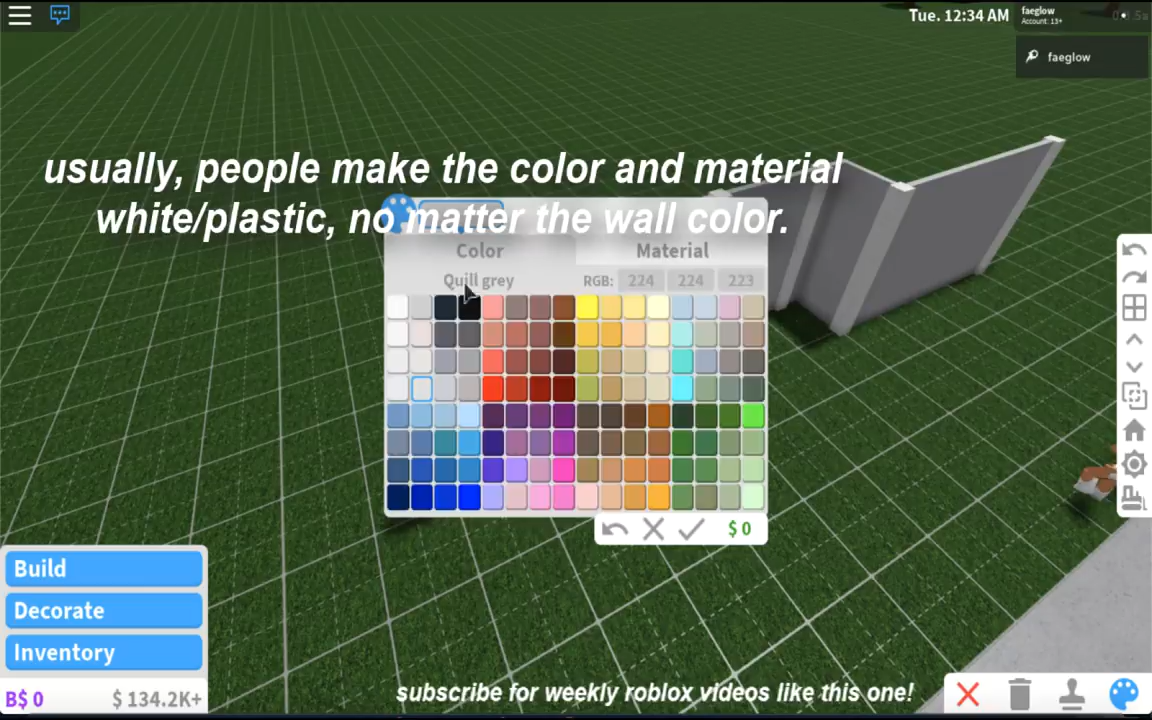 Tue. 12:34 AM
faeglow
Account: 13+
faeglow
usually, people make the color and material
white/plastic, no matter the wall color.
Color
Material
Quill grey
RGB: 224 224 223
$ 0
Build
Decorate
Inventory
B$ 0
$ 134.2K+
subscribe for weekly roblox videos like this one!